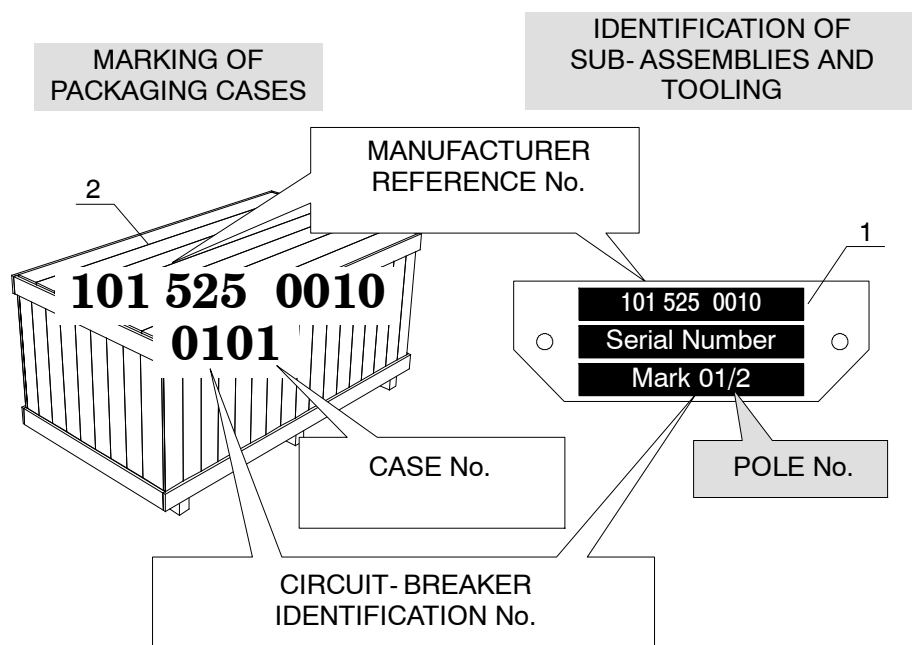 MARKING OF
PACKAGING CASES
IDENTIFICATION OF
SUB- ASSEMBLIES AND
TOOLING
MANUFACTURER
REFERENCE No.
2
1
101 525 0010
0101
101 525 0010
Serial Number
Mark 01/2
CASE No.
POLE No.
CIRCUIT- BREAKER
IDENTIFICATION No.